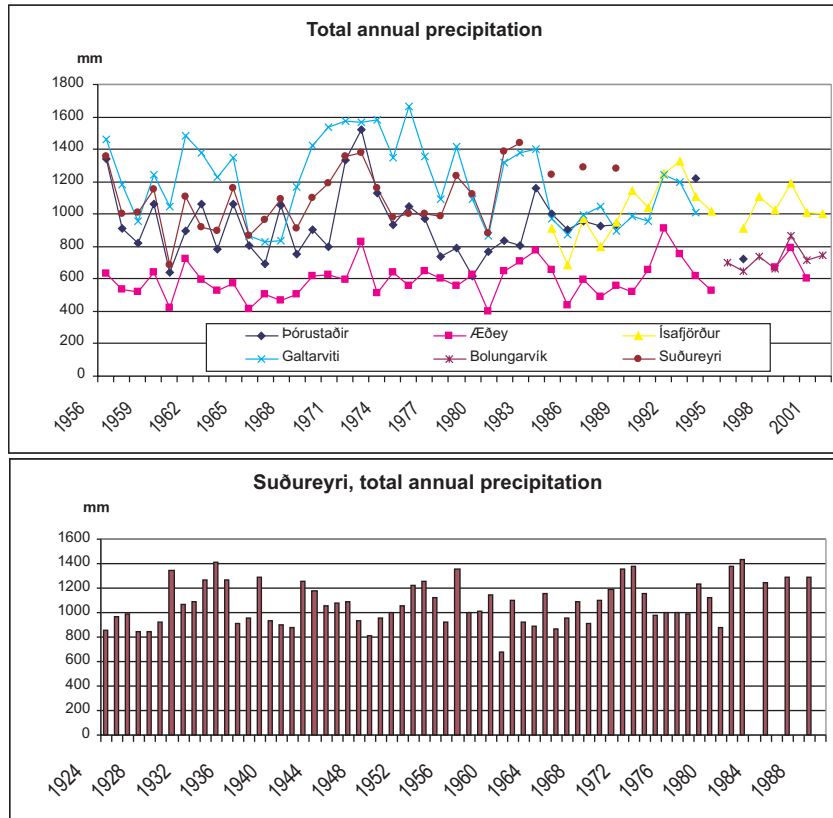 Total annual precipitation
mm
1800
1600
1400
1200
1000
800
600
400
200
0
Þórustaðir Æðey Ísafjörður
Galtarviti Bolungarvík Suðureyri
1956 1959 1962 1965 1968 1971 1974 1977 1980 1983 1986 1989 1992 1995 1998 2001
Suðureyri, total annual precipitation
mm
1600
1400
1200
1000
800
600
400
200
0
1924 1928 1932 1936 1940 1944 1948 1952 1956 1960 1964 1968 1972 1976 1980 1984 1988